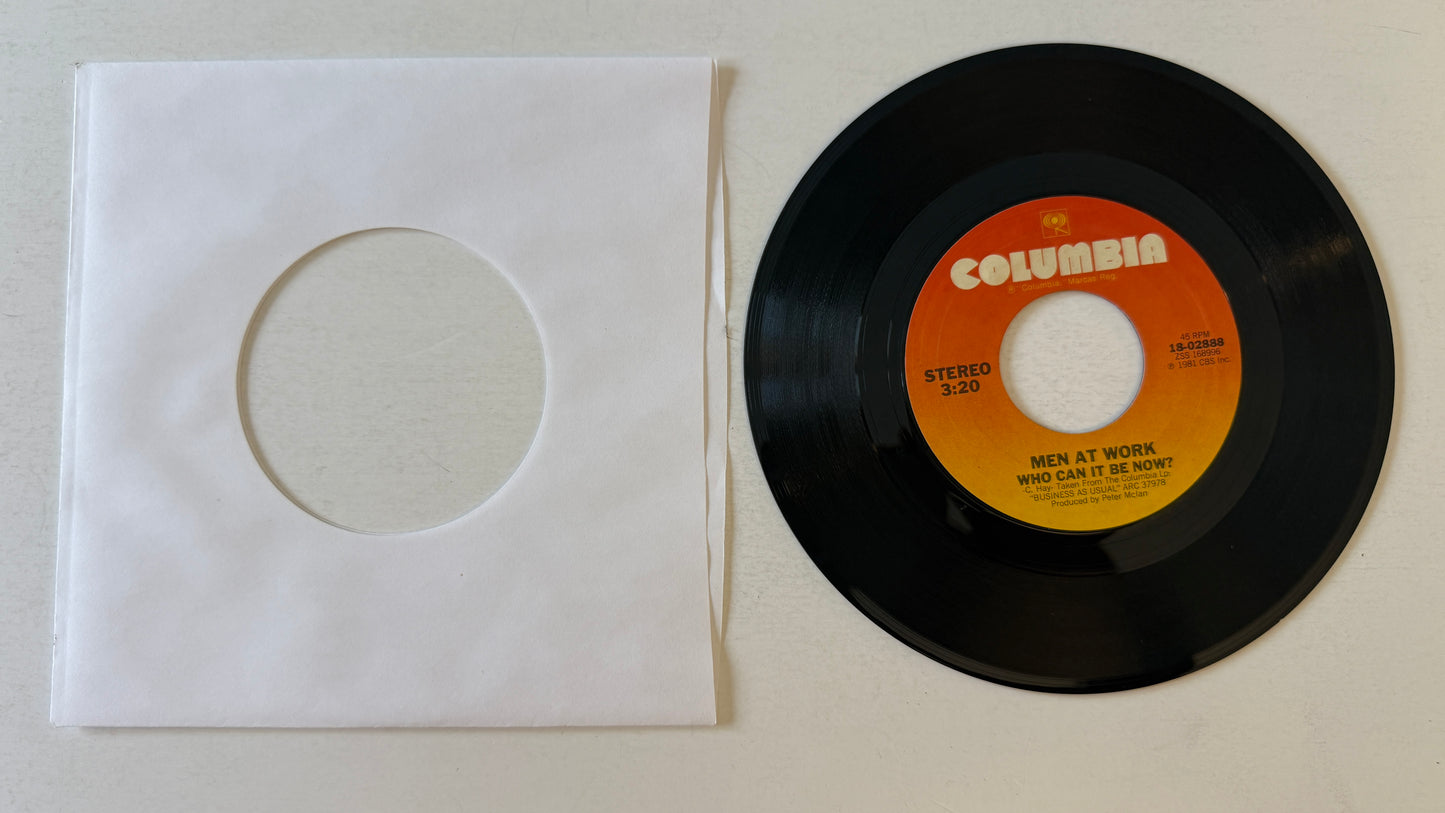 COLUMBIA
® "Columbia," Marcas Reg.
45 RPM
18-02888
ZSS 168996
℗ 1981 CBS Inc.
STEREO
3:20
MEN AT WORK
WHO CAN IT BE NOW?
-C. Hay- Taken From The Columbia Lp:
"BUSINESS AS USUAL" ARC 37978
Produced by Peter Mclan